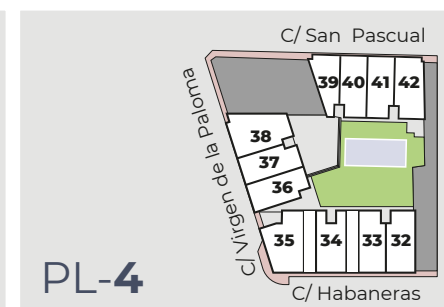 C/ San Pascual
39 40 41 42
C/ Virgen de la Paloma
38
37
36
35 34 33 32
PL-4
C/ Habaneras